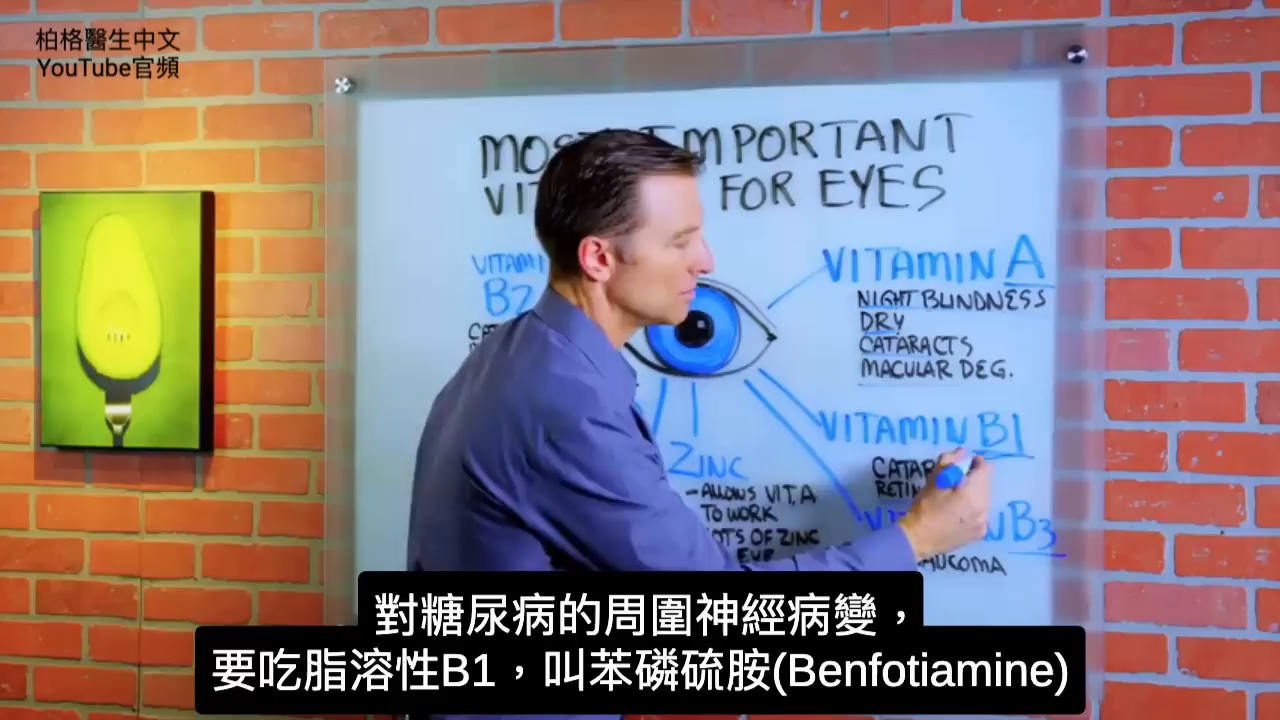 柏格醫生中文
YouTube官頻
IMPORTANT
FOR EYES
B2
VITAMIN A
NIGHT BLINDNESS
DRY
CATARACTS
MACULAR DEG.
VITAMIN B1
ZINC
-ALLOWS VIT. A
TO WORK
OF ZINC
EYE
B3
對糖尿病的周圍神經病變，
要吃脂溶性B1，叫苯磷硫胺(Benfotiamine)